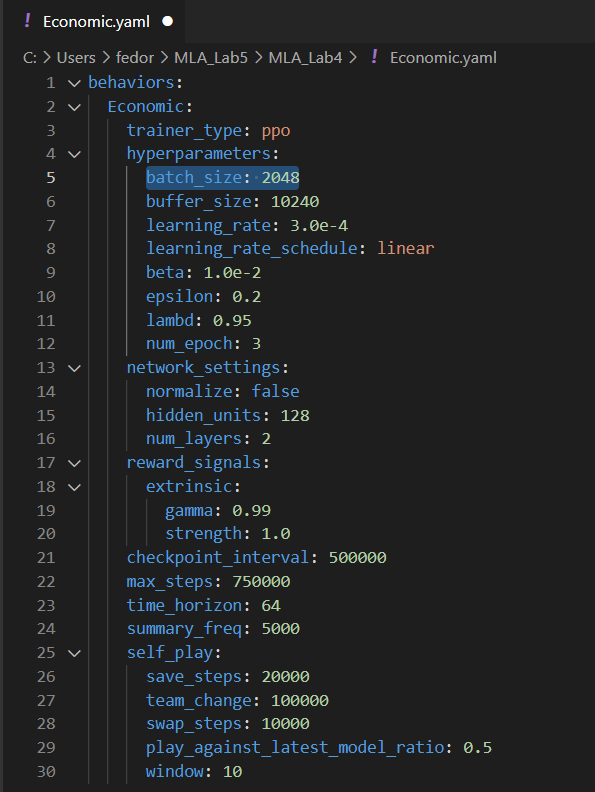 ! Economic.yaml ●
C: > Users > fedor > MLA_Lab5 > MLA_Lab4 > ! Economic.yaml
1 behaviors:
2   Economic:
3     trainer_type: ppo
4     hyperparameters:
5       batch_size: 2048
6       buffer_size: 10240
7       learning_rate: 3.0e-4
8       learning_rate_schedule: linear
9       beta: 1.0e-2
10       epsilon: 0.2
11       lambd: 0.95
12       num_epoch: 3
13     network_settings:
14       normalize: false
15       hidden_units: 128
16       num_layers: 2
17     reward_signals:
18       extrinsic:
19         gamma: 0.99
20         strength: 1.0
21     checkpoint_interval: 500000
22     max_steps: 750000
23     time_horizon: 64
24     summary_freq: 5000
25     self_play:
26       save_steps: 20000
27       team_change: 100000
28       swap_steps: 10000
29       play_against_latest_model_ratio: 0.5
30       window: 10